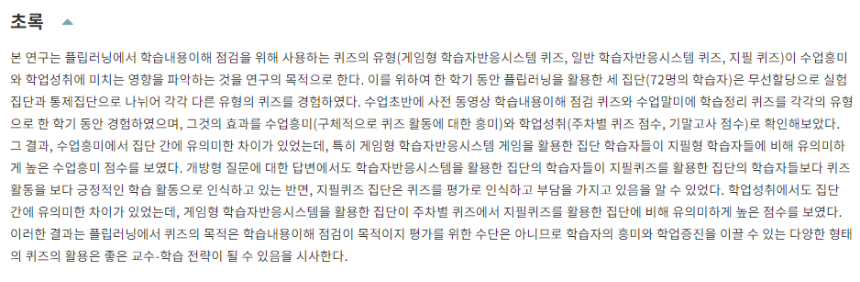 초록
본 연구는 플립러닝에서 학습내용이해 점검을 위해 사용하는 퀴즈의 유형(게임형 학습자반응시스템 퀴즈, 일반 학습자반응시스템 퀴즈, 지필 퀴즈)이 수업흥미
와 학업성취에 미치는 영향을 파악하는 것을 연구의 목적으로 한다. 이를 위하여 한 학기 동안 플립러닝을 활용한 세 집단(72명의 학습자)은 무선할당으로 실험
집단과 통제집단으로 나뉘어 각각 다른 유형의 퀴즈를 경험하였다. 수업초반에 사전 동영상 학습내용이해 점검 퀴즈와 수업말미에 학습정리 퀴즈를 각각의 유형
으로 한 학기 동안 경험하였으며, 그것의 효과를 수업흥미(구체적으로 퀴즈 활동에 대한 흥미)와 학업성취(주차별 퀴즈 점수, 기말고사 점수)로 확인해보았다.
그 결과, 수업흥미에서 집단 간에 유의미한 차이가 있었는데, 특히 게임형 학습자반응시스템 게임을 활용한 집단 학습자들이 지필형 학습자들에 비해 유의미하
게 높은 수업흥미 점수를 보였다. 개방형 질문에 대한 답변에서도 학습자반응시스템을 활용한 집단의 학습자들이 지필퀴즈를 활용한 집단의 학습자들보다 퀴즈
활동을 보다 긍정적인 학습 활동으로 인식하고 있는 반면, 지필퀴즈 집단은 퀴즈를 평가로 인식하고 부담을 가지고 있음을 알 수 있었다. 학업성취에서도 집단
간에 유의미한 차이가 있었는데, 게임형 학습자반응시스템을 활용한 집단이 주차별 퀴즈에서 지필퀴즈를 활용한 집단에 비해 유의미하게 높은 점수를 보였다.
이러한 결과는 플립러닝에서 퀴즈의 목적은 학습내용이해 점검이 목적이지 평가를 위한 수단은 아니므로 학습자의 흥미와 학업증진을 이끌 수 있는 다양한 형태
의 퀴즈의 활용은 좋은 교수-학습 전략이 될 수 있음을 시사한다.